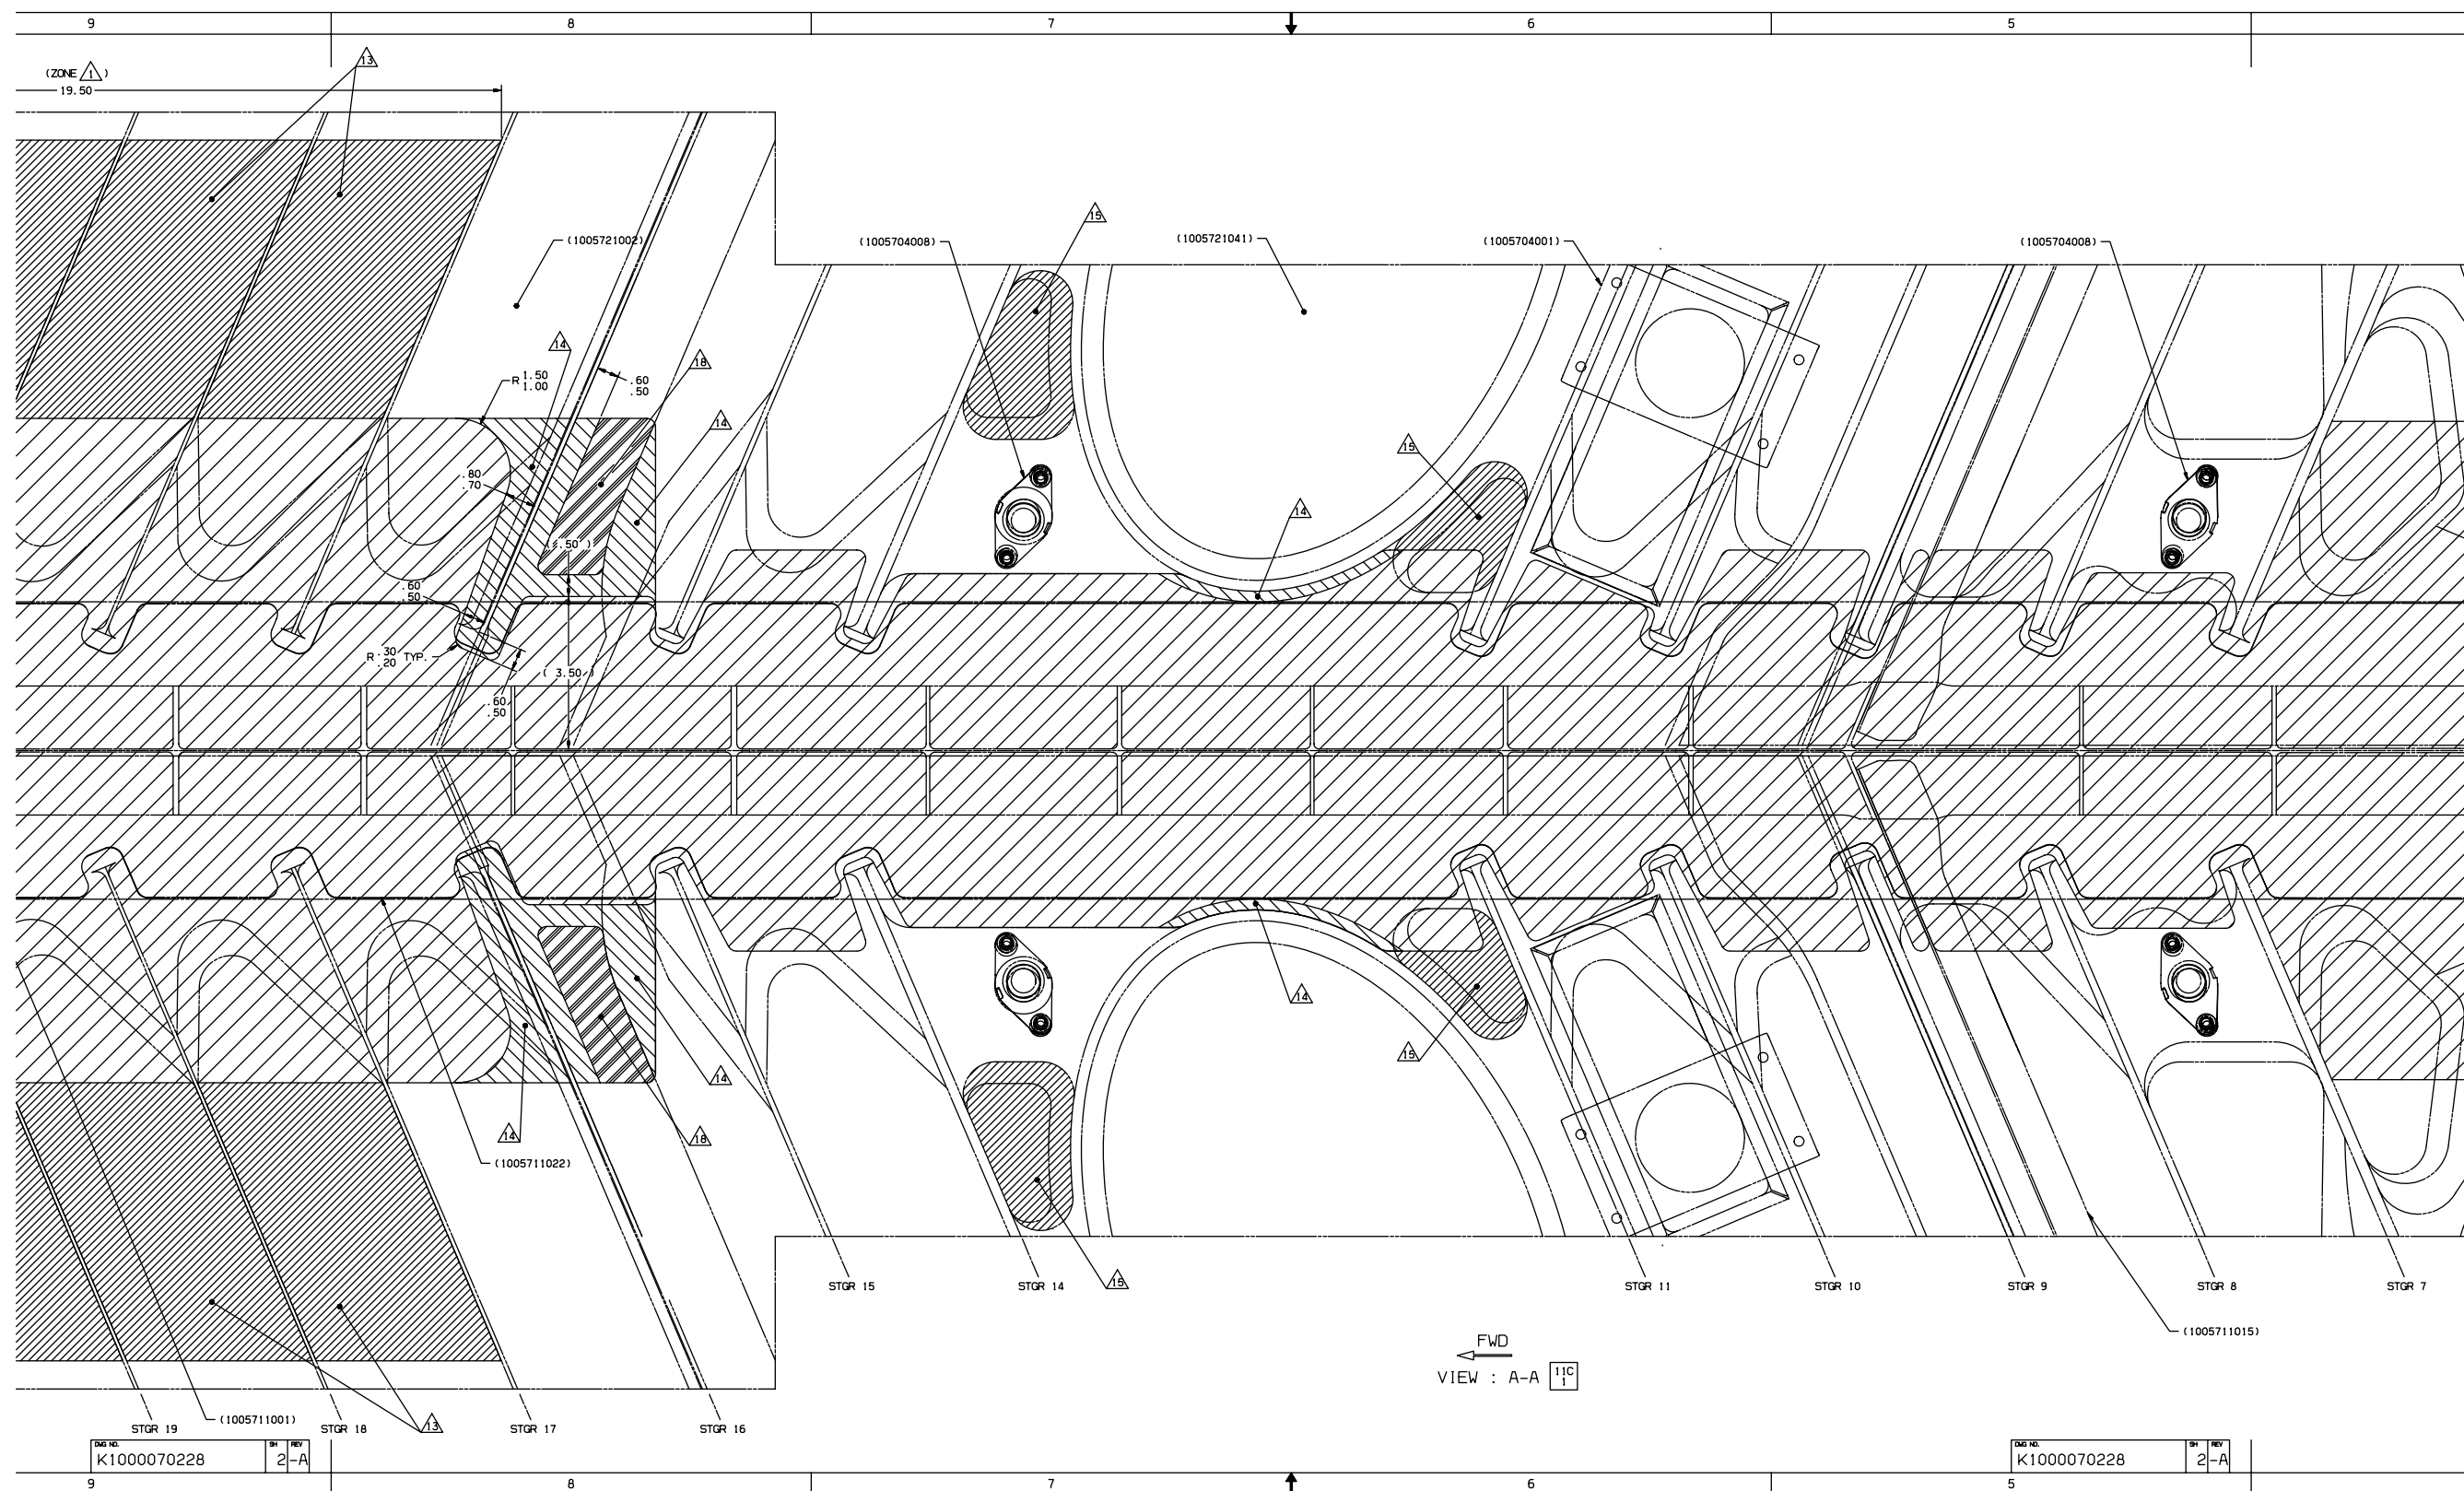 9 8 7 6 5
(ZONE 1)
19.50
13
15
(1005721002)
(1005704008)
(1005721041)
(1005704001)
(1005704008)
14
18
R 1.50
1.00
.60
.50
14
15
.80
.70
14
( .50 )
.60
.50
R .30 TYP.
.20
( 3.50 )
.60
.50
14
15
14
14
18
(1005711022)
STGR 15
STGR 14
15
STGR 11
STGR 10
STGR 9
STGR 8
STGR 7
(1005711015)
FWD
VIEW : A-A 11C
1
(1005711001)
13
STGR 19
STGR 18
STGR 17
STGR 16
DWG NO. SH REV
K1000070228 2 -A
DWG NO. SH REV
K1000070228 2 -A
9 8 7 6 5